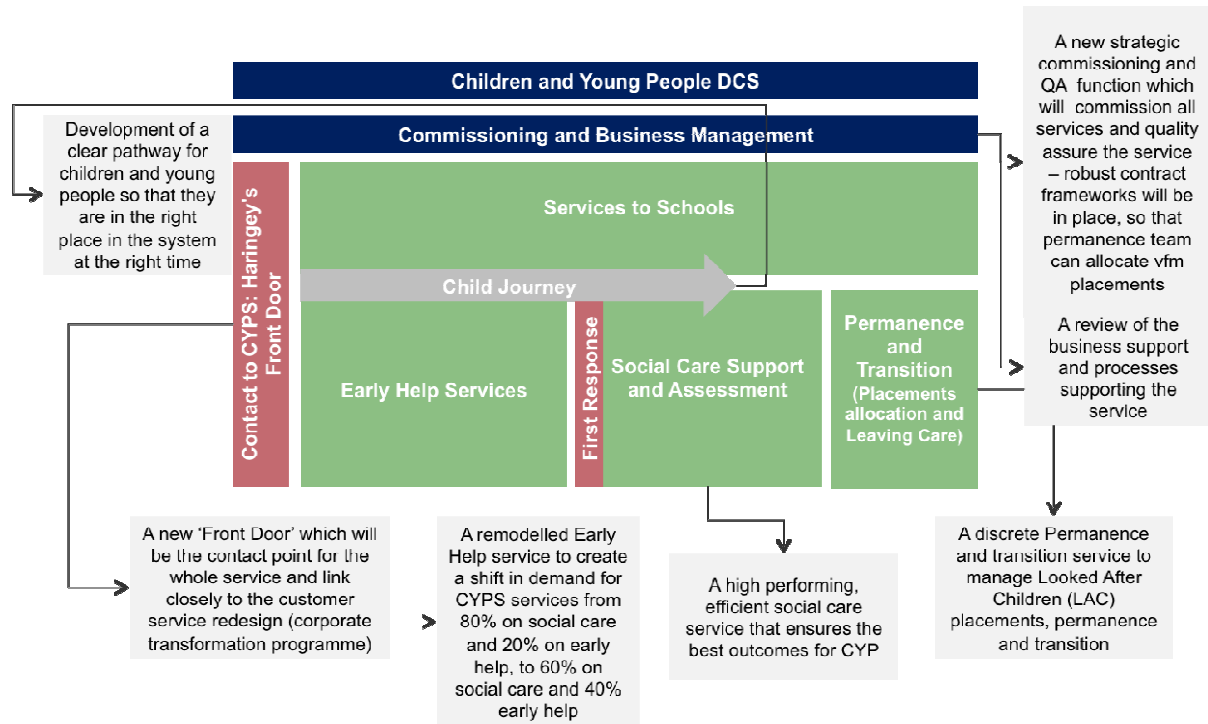 Children and Young People DCS
Commissioning and Business Management
Development of a
clear pathway for
children and young
people so that they
are in the right
place in the system
at the right time
A new strategic
commissioning and
QA function which
will commission all
services and quality
assure the service
– robust contract
frameworks will be
in place, so that
permanence team
can allocate vfm
placements
A review of the
business support
and processes
supporting the
service
Contact to CYPS: Haringey's
Front Door
Services to Schools
Child Journey
Early Help Services
First Response
Social Care Support
and Assessment
Permanence
and
Transition
(Placements
allocation and
Leaving Care)
A new 'Front Door' which will
be the contact point for the
whole service and link
closely to the customer
service redesign (corporate
transformation programme)
A remodelled Early
Help service to create
a shift in demand for
CYPS services from
80% on social care
and 20% on early
help, to 60% on
social care and 40%
early help
A high performing,
efficient social care
service that ensures the
best outcomes for CYP
A discrete Permanence
and transition service to
manage Looked After
Children (LAC)
placements, permanence
and transition